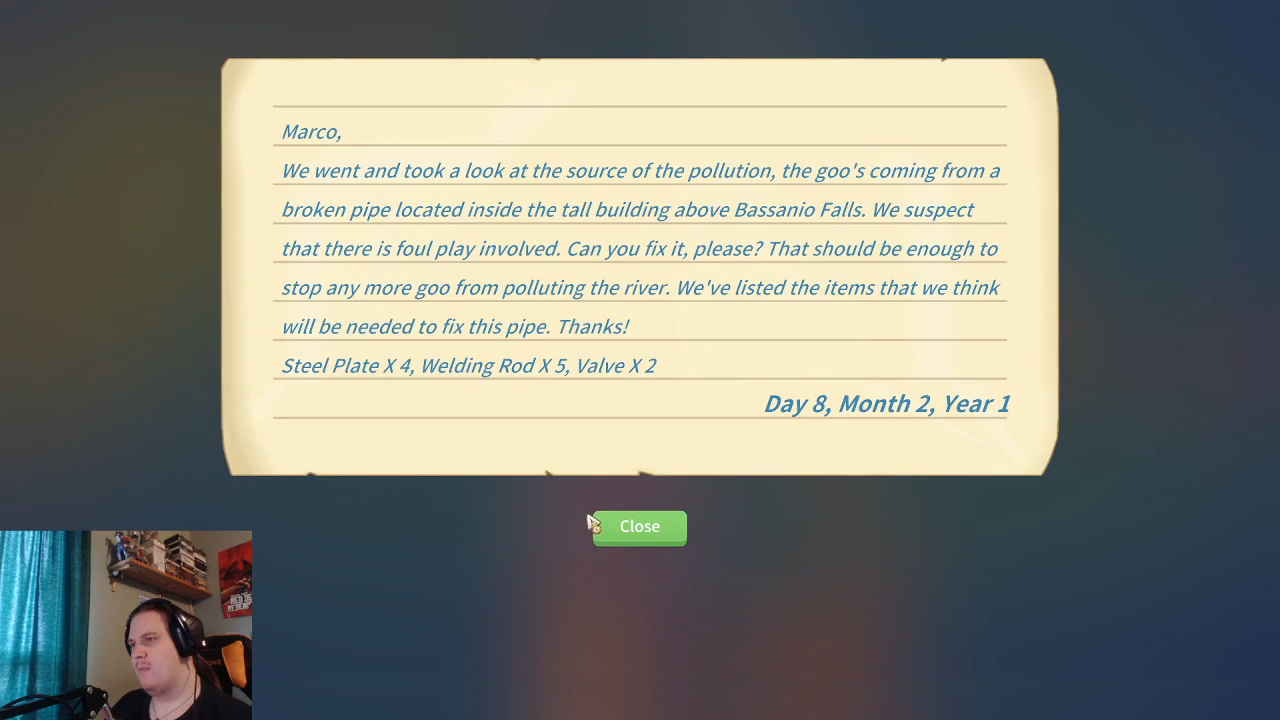 Marco,
We went and took a look at the source of the pollution, the goo's coming from a
broken pipe located inside the tall building above Bassanio Falls. We suspect
that there is foul play involved. Can you fix it, please? That should be enough to
stop any more goo from polluting the river. We've listed the items that we think
will be needed to fix this pipe. Thanks!
Steel Plate X 4, Welding Rod X 5, Valve X 2
Day 8, Month 2, Year 1
Close